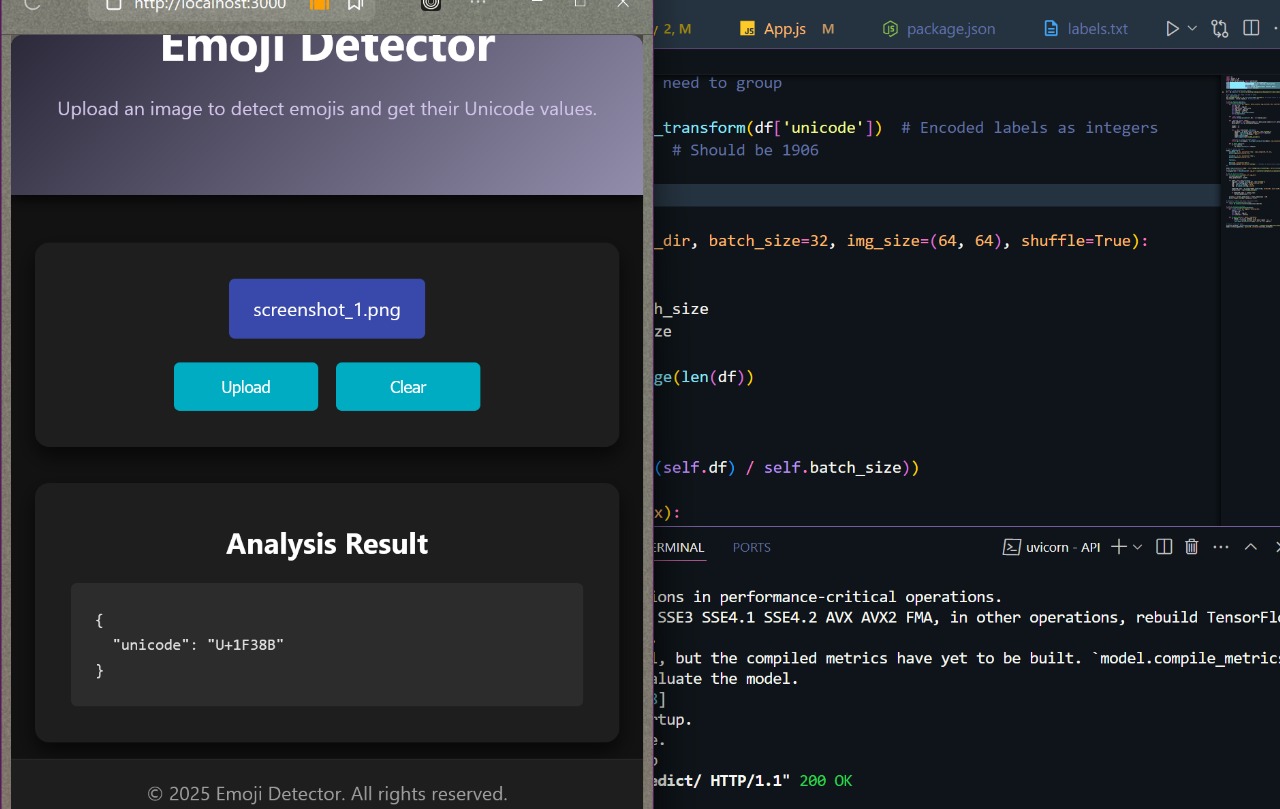 http://localhost:3000
Emoji Detector
Upload an image to detect emojis and get their Unicode values.
screenshot_1.png
Upload
Clear
Analysis Result
{
"unicode": "U+1F38B"
}
© 2025 Emoji Detector. All rights reserved.
2, M
JS App.js M
package.json
labels.txt
need to group
_transform(df['unicode']) # Encoded labels as integers
# Should be 1906
_dir, batch_size=32, img_size=(64, 64), shuffle=True):
h_size
ze
ge(len(df))
(self.df) / self.batch_size))
x):
ERMINAL
PORTS
uvicorn - API
ions in performance-critical operations.
SSE3 SSE4.1 SSE4.2 AVX AVX2 FMA, in other operations, rebuild TensorFle
, but the compiled metrics have yet to be built. `model.compile_metrics
aluate the model.
]
rtup.
e.
edict/ HTTP/1.1" 200 OK